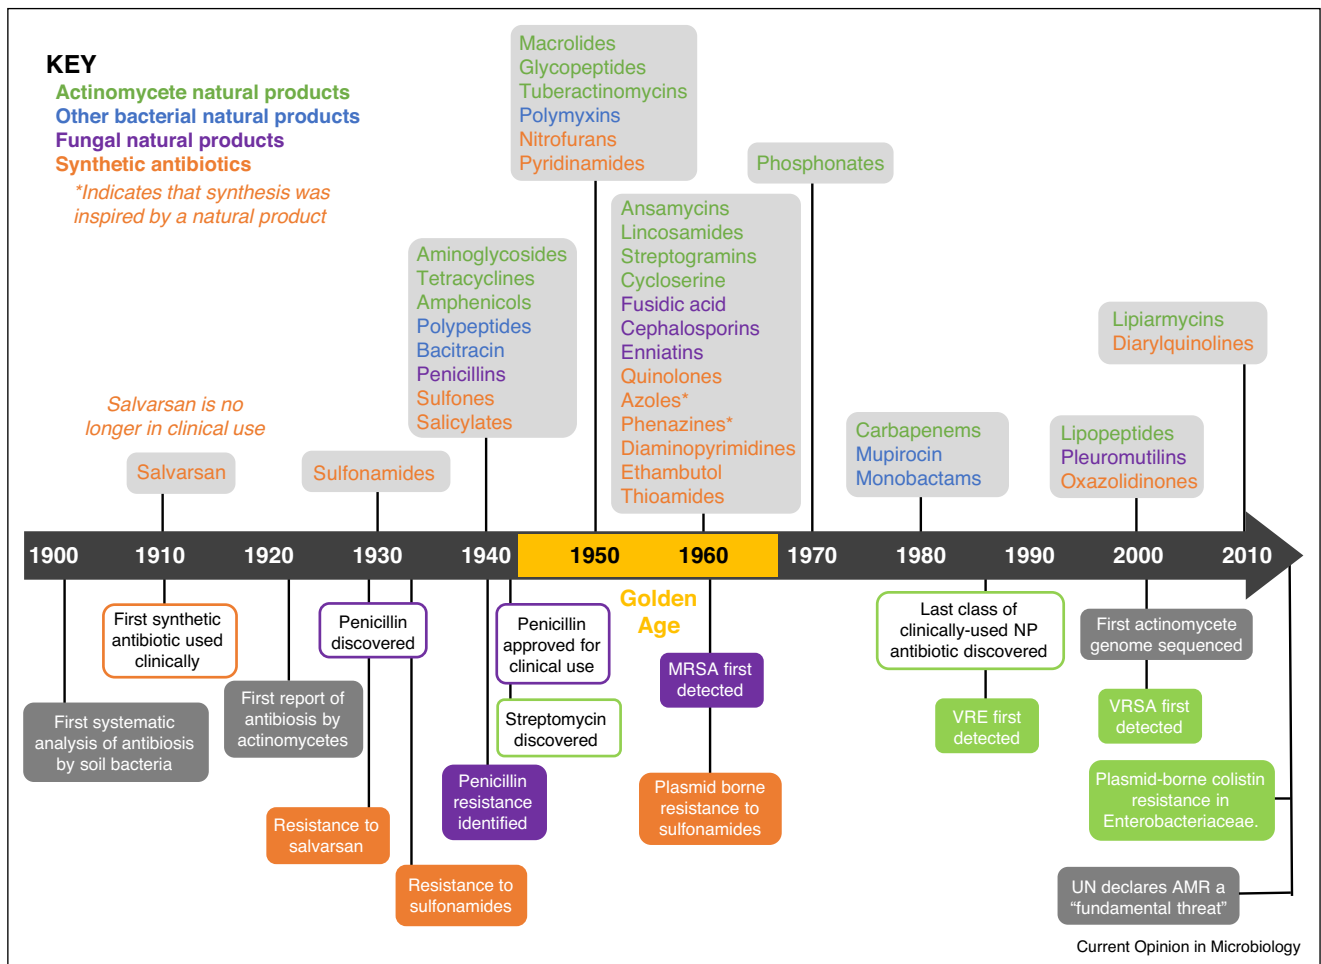 KEY
Actinomycete natural products
Other bacterial natural products
Fungal natural products
Synthetic antibiotics
*Indicates that synthesis was
inspired by a natural product
Salvarsan is no
longer in clinical use
Salvarsan
Sulfonamides
Aminoglycosides
Tetracyclines
Amphenicols
Polypeptides
Bacitracin
Penicillins
Sulfones
Salicylates
Macrolides
Glycopeptides
Tuberactinomycins
Polymyxins
Nitrofurans
Pyridinamides
Ansamycins
Lincosamides
Streptogramins
Cycloserine
Fusidic acid
Cephalosporins
Enniatins
Quinolones
Azoles*
Phenazines*
Diaminopyrimidines
Ethambutol
Thioamides
Phosphonates
Carbapenems
Mupirocin
Monobactams
Lipopeptides
Pleuromutilins
Oxazolidinones
Lipiarmycins
Diarylquinolines
1900 1910 1920 1930 1940 1950 1960 1970 1980 1990 2000 2010
Golden
Age
First systematic
analysis of antibiosis
by soil bacteria
First synthetic
antibiotic used
clinically
First report of
antibiosis by
actinomycetes
Penicillin
discovered
Resistance to
salvarsan
Resistance to
sulfonamides
Penicillin
resistance
identified
Penicillin
approved for
clinical use
Streptomycin
discovered
MRSA first
detected
Plasmid borne
resistance to
sulfonamides
Last class of
clinically-used NP
antibiotic discovered
VRE first
detected
First actinomycete
genome sequenced
VRSA first
detected
Plasmid-borne colistin
resistance in
Enterobacteriaceae.
UN declares AMR a
“fundamental threat”
Current Opinion in Microbiology